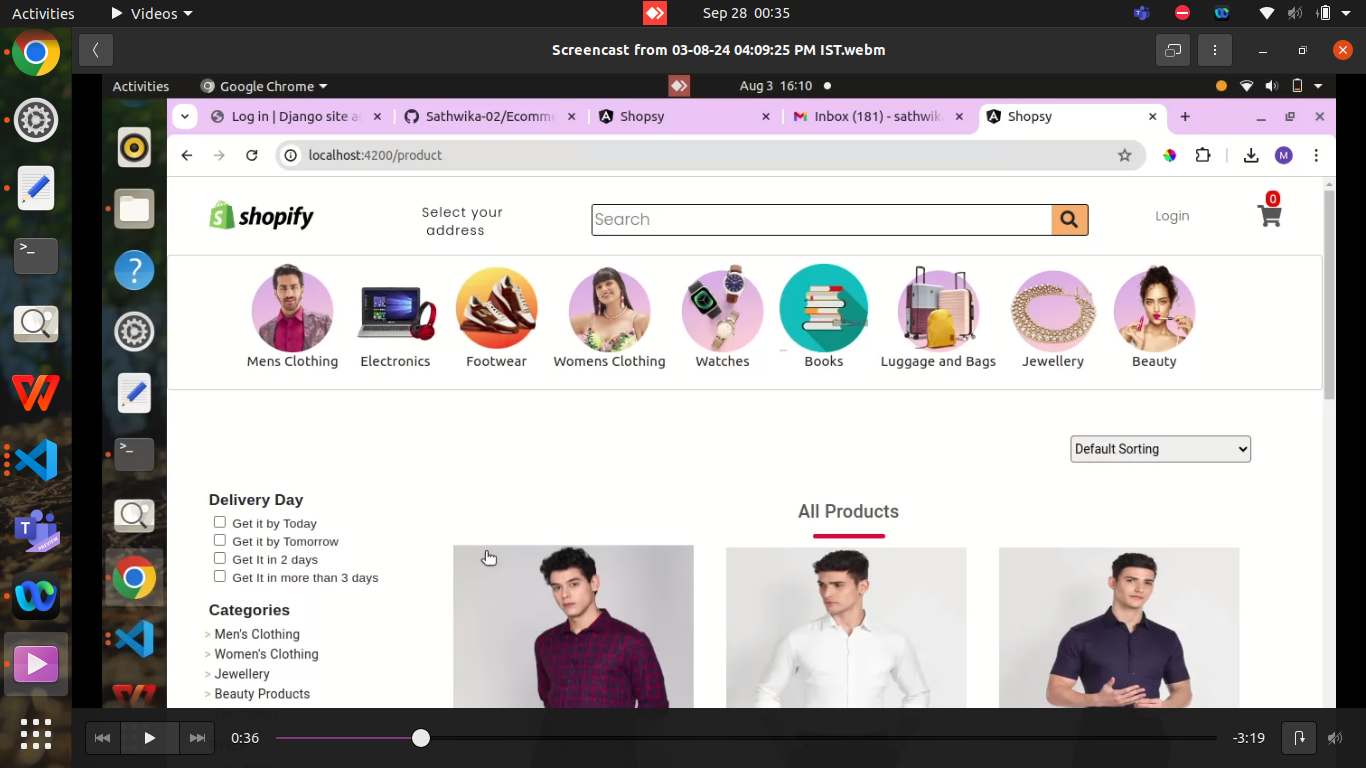 Activities Videos Sep 28 00:35
Screencast from 03-08-24 04:09:25 PM IST.webm
Activities Google Chrome Aug 3 16:10
Log in | Django site a Sathwika-02/Ecomme Shopsy Inbox (181) - sathwik Shopsy
localhost:4200/product M
shopify
Select your
address
Search
Login
0
Mens Clothing Electronics Footwear Womens Clothing Watches Books Luggage and Bags Jewellery Beauty
Default Sorting
Delivery Day
Get it by Today
Get it by Tomorrow
Get It in 2 days
Get It in more than 3 days
Categories
> Men's Clothing
> Women's Clothing
> Jewellery
> Beauty Products
All Products
0:36 -3:19